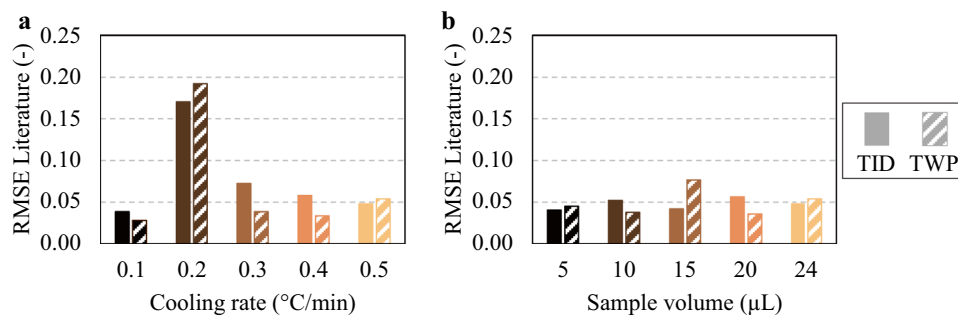 a
RMSE Literature (-)
0.25
0.20
0.15
0.10
0.05
0.00
0.1 0.2 0.3 0.4 0.5
Cooling rate (°C/min)
b
RMSE Literature (-)
0.25
0.20
0.15
0.10
0.05
0.00
5 10 15 20 24
Sample volume (µL)
TID TWP